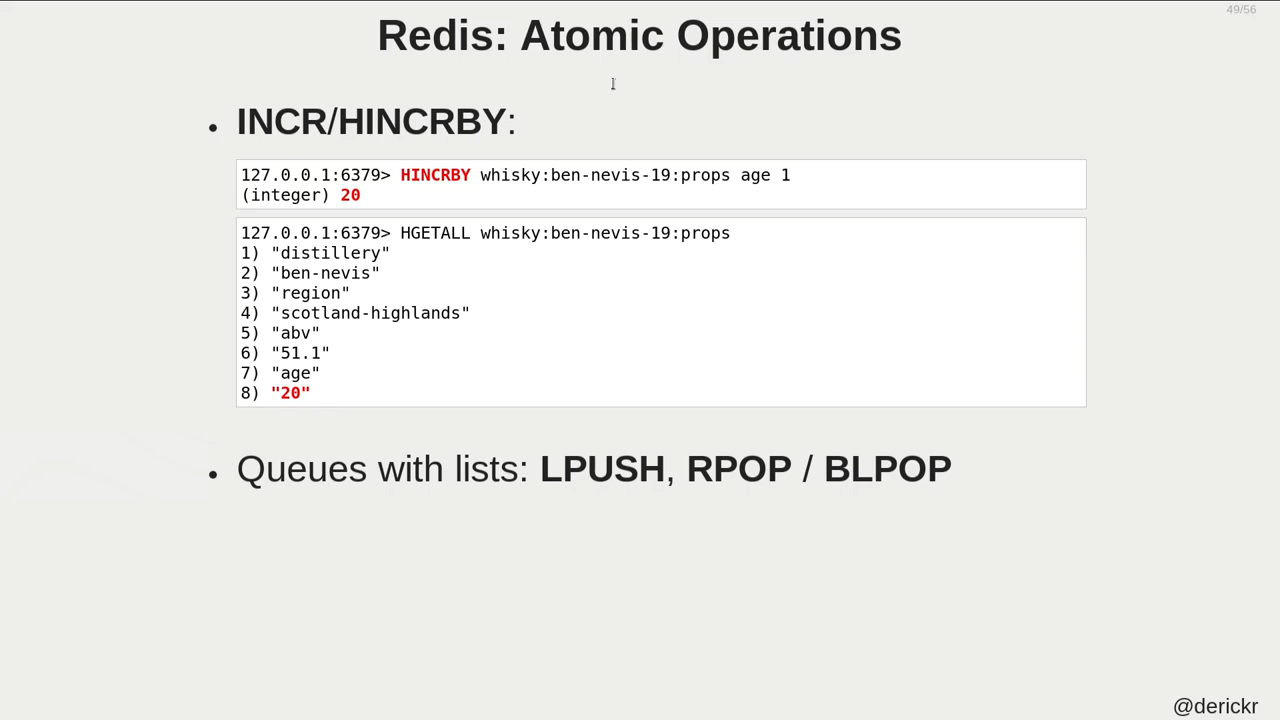 49/56
Redis: Atomic Operations
• INCR/HINCRBY:
127.0.0.1:6379> HINCRBY whisky:ben-nevis-19:props age 1
(integer) 20
127.0.0.1:6379> HGETALL whisky:ben-nevis-19:props
1) "distillery"
2) "ben-nevis"
3) "region"
4) "scotland-highlands"
5) "abv"
6) "51.1"
7) "age"
8) "20"
• Queues with lists: LPUSH, RPOP / BLPOP
@derickr